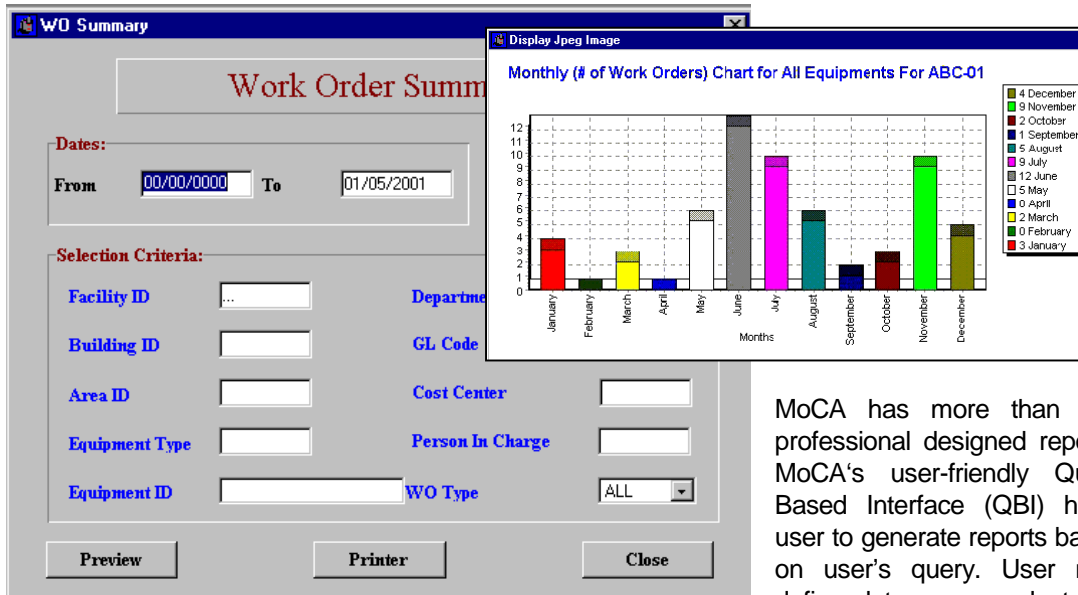 WO Summary
Work Order Summ
Dates:
From 00/00/0000 To 01/05/2001
Selection Criteria:
Facility ID ... Departme
Building ID GL Code
Area ID Cost Center
Equipment Type Person In Charge
Equipment ID WO Type ALL
Preview Printer Close
Display Jpeg Image
Monthly (# of Work Orders) Chart for All Equipments For ABC-01
12
11
10
9
8
7
6
5
4
3
2
1
0
January
February
March
April
May
June
July
August
September
October
November
December
Months
4 December
9 November
2 October
1 September
5 August
9 July
12 June
5 May
0 April
2 March
0 February
3 January
MoCA has more than
professional designed repo
MoCA‘s user-friendly Qu
Based Interface (QBI) h
user to generate reports ba
on user's query. User